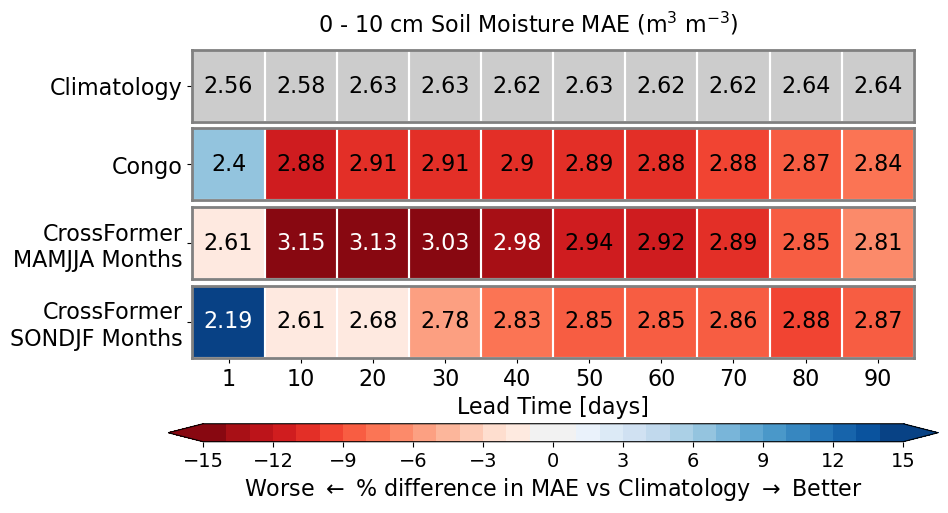 0 - 10 cm Soil Moisture MAE (m³ m⁻³)
Climatology 2.56 2.58 2.63 2.63 2.62 2.63 2.62 2.62 2.64 2.64
Congo 2.4 2.88 2.91 2.91 2.9 2.89 2.88 2.88 2.87 2.84
CrossFormer
MAMJJA Months 2.61 3.15 3.13 3.03 2.98 2.94 2.92 2.89 2.85 2.81
CrossFormer
SONDJF Months 2.19 2.61 2.68 2.78 2.83 2.85 2.85 2.86 2.88 2.87
1 10 20 30 40 50 60 70 80 90
Lead Time [days]
−15 −12 −9 −6 −3 0 3 6 9 12 15
Worse ← % difference in MAE vs Climatology → Better